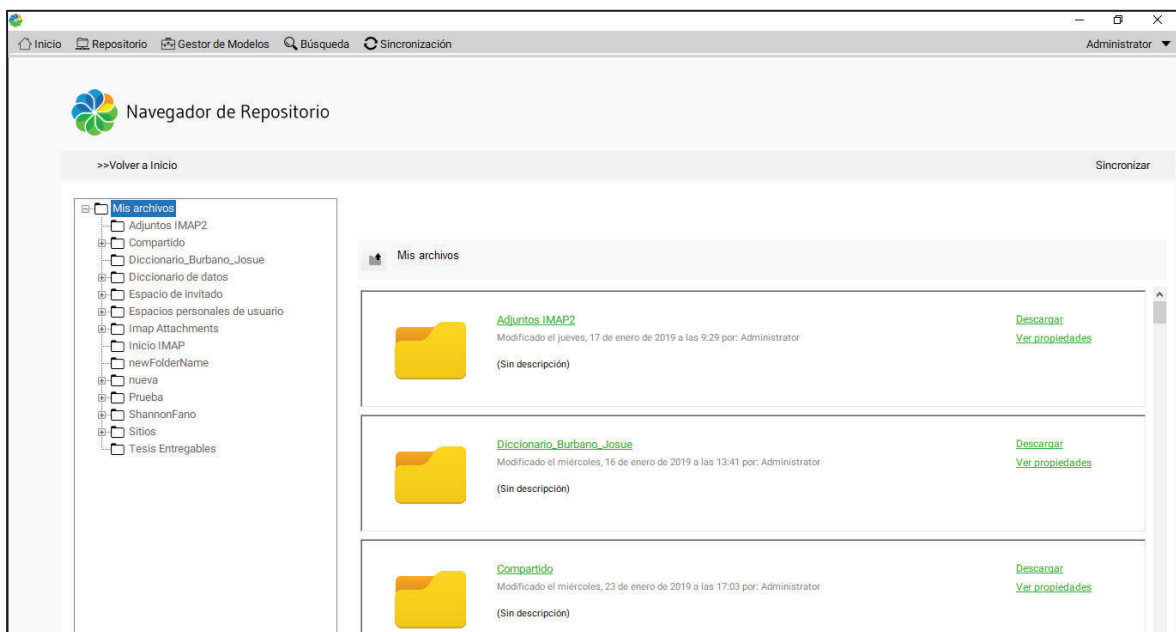 Inicio Repositorio Gestor de Modelos Búsqueda Sincronización Administrator
Navegador de Repositorio
>>Volver a Inicio Sincronizar
Mis archivos
Adjuntos IMAP2
Compartido
Diccionario_Burbano_Josue
Diccionario de datos
Espacio de invitado
Espacios personales de usuario
Imap Attachments
Inicio IMAP
newFolderName
nueva
Prueba
ShannonFano
Sitios
Tesis Entregables
Mis archivos
Adjuntos IMAP2 Descargar
Modificado el jueves, 17 de enero de 2019 a las 9:29 por: Administrator Ver propiedades
(Sin descripción)
Diccionario_Burbano_Josue Descargar
Modificado el miércoles, 16 de enero de 2019 a las 13:41 por: Administrator Ver propiedades
(Sin descripción)
Compartido Descargar
Modificado el miércoles, 23 de enero de 2019 a las 17:03 por: Administrator Ver propiedades
(Sin descripción)